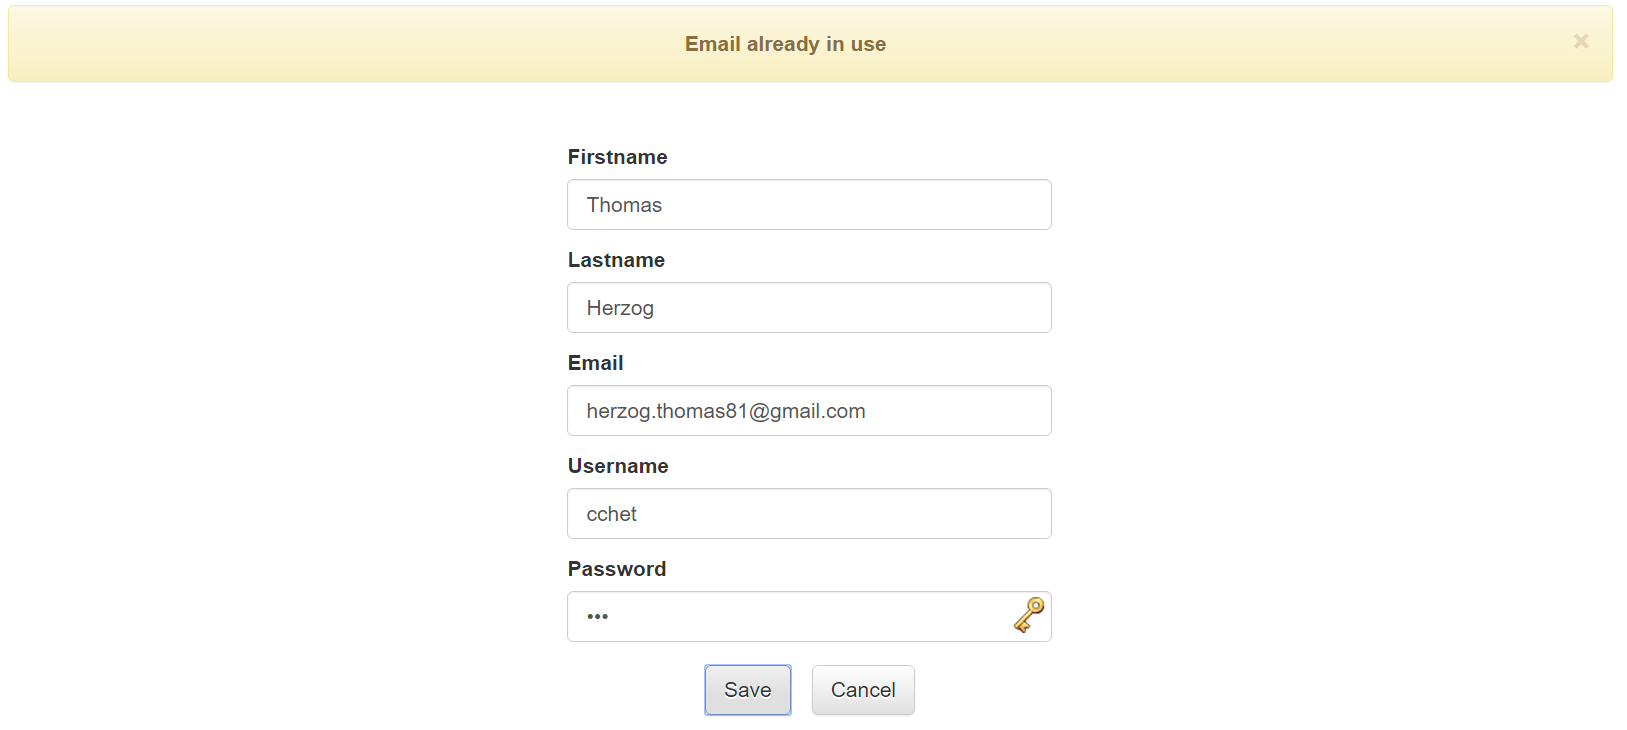 Email already in use
×
Firstname
Thomas
Lastname
Herzog
Email
herzog.thomas81@gmail.com
Username
cchet
Password
•••
Save Cancel